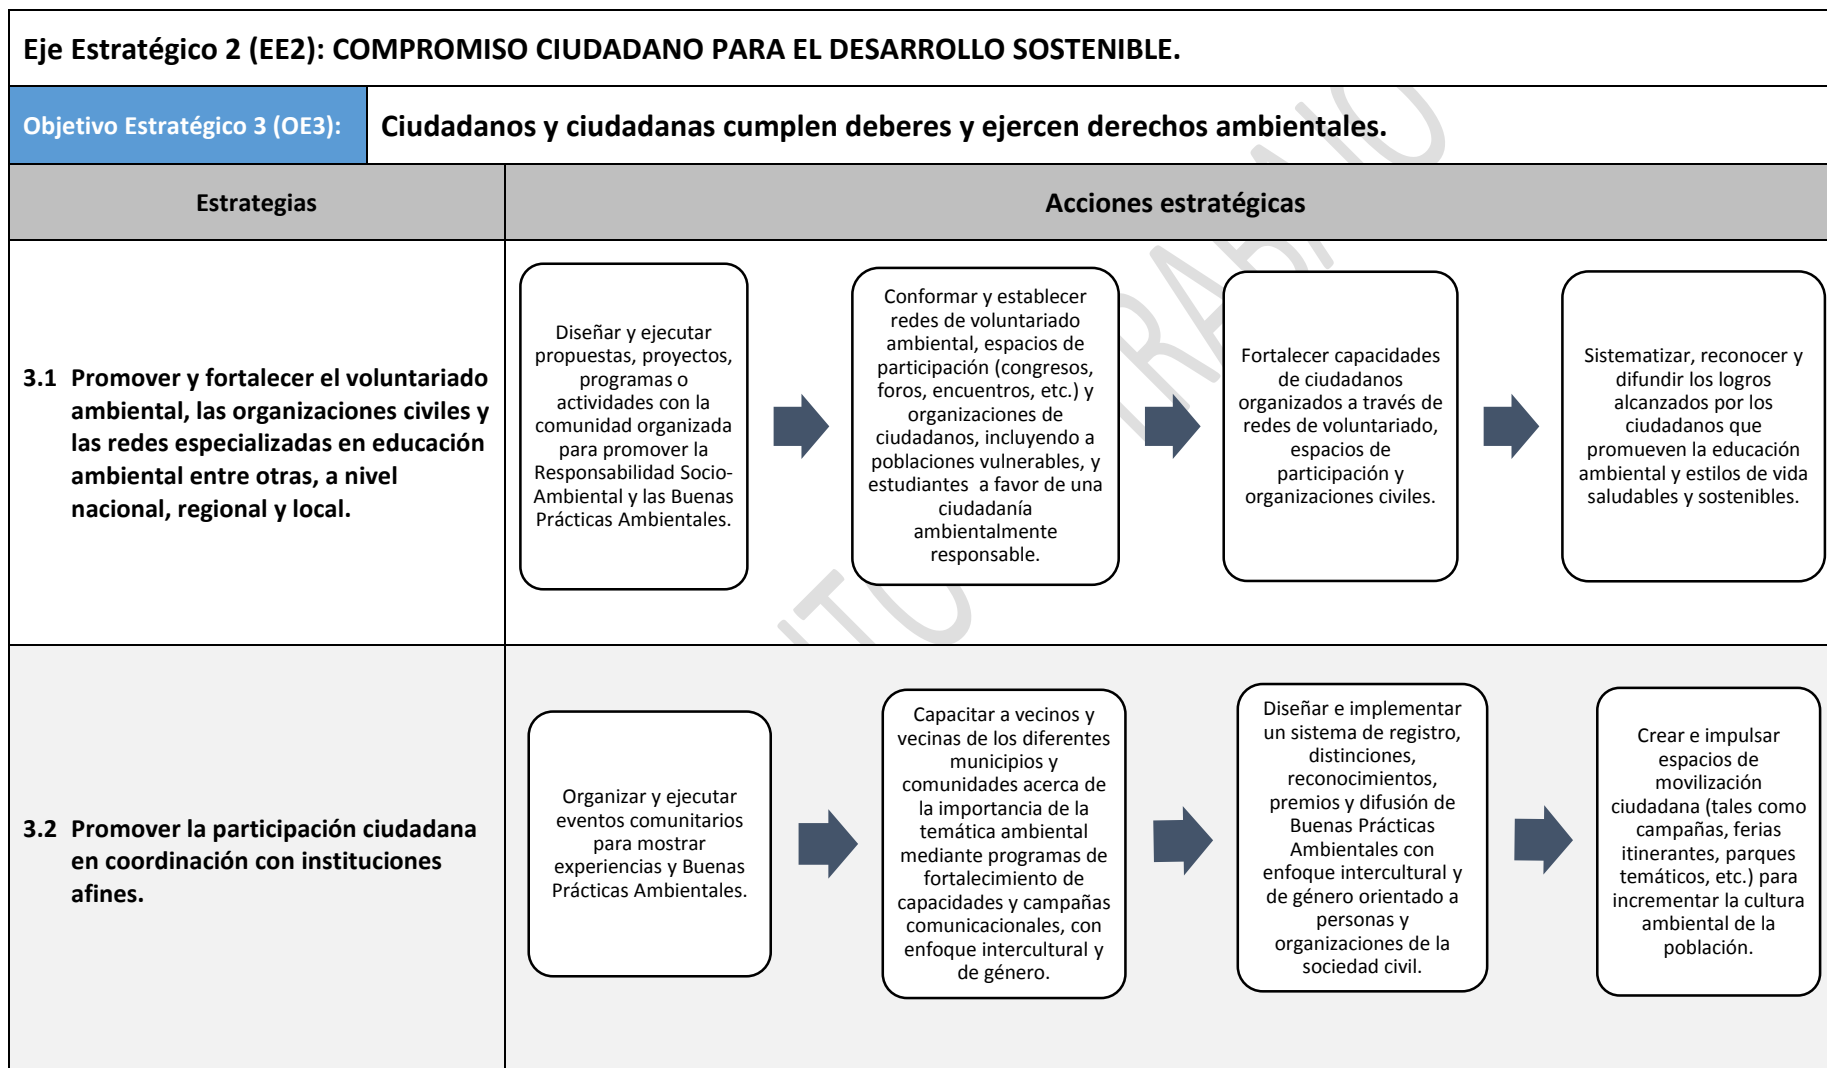 Eje Estratégico 2 (EE2): COMPROMISO CIUDADANO PARA EL DESARROLLO SOSTENIBLE.
Objetivo Estratégico 3 (OE3):
Ciudadanos y ciudadanas cumplen deberes y ejercen derechos ambientales.
Estrategias
Acciones estratégicas
3.1 Promover y fortalecer el voluntariado
ambiental, las organizaciones civiles y
las redes especializadas en educación
ambiental entre otras, a nivel
nacional, regional y local.
Diseñar y ejecutar
propuestas, proyectos,
programas o
actividades con la
comunidad organizada
para promover la
Responsabilidad Socio-
Ambiental y las Buenas
Prácticas Ambientales.
Conformar y establecer
redes de voluntariado
ambiental, espacios de
participación (congresos,
foros, encuentros, etc.) y
organizaciones de
ciudadanos, incluyendo a
poblaciones vulnerables, y
estudiantes a favor de una
ciudadanía
ambientalmente
responsable.
Fortalecer capacidades
de ciudadanos
organizados a través de
redes de voluntariado,
espacios de
participación y
organizaciones civiles.
Sistematizar, reconocer y
difundir los logros
alcanzados por los
ciudadanos que
promueven la educación
ambiental y estilos de vida
saludables y sostenibles.
3.2 Promover la participación ciudadana
en coordinación con instituciones
afines.
Organizar y ejecutar
eventos comunitarios
para mostrar
experiencias y Buenas
Prácticas Ambientales.
Capacitar a vecinos y
vecinas de los diferentes
municipios y
comunidades acerca de
la importancia de la
temática ambiental
mediante programas de
fortalecimiento de
capacidades y campañas
comunicacionales, con
enfoque intercultural y
de género.
Diseñar e implementar
un sistema de registro,
distinciones,
reconocimientos,
premios y difusión de
Buenas Prácticas
Ambientales con
enfoque intercultural y
de género orientado a
personas y
organizaciones de la
sociedad civil.
Crear e impulsar
espacios de
movilización
ciudadana (tales como
campañas, ferias
itinerantes, parques
temáticos, etc.) para
incrementar la cultura
ambiental de la
población.